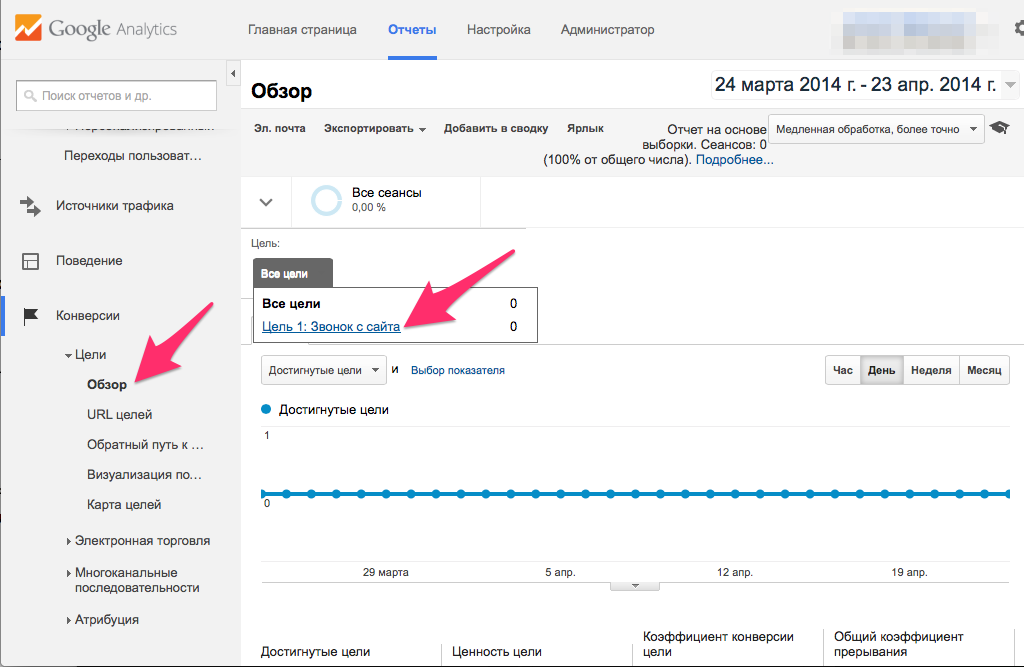 Google Analytics
Главная страница
Отчеты
Настройка
Администратор
Поиск отчетов и др.
Переходы пользоват...
Источники трафика
Поведение
Конверсии
Цели
Обзор
URL целей
Обратный путь к ...
Визуализация по...
Карта целей
Электронная торговля
Многоканальные
последовательности
Атрибуция
Обзор
24 марта 2014 г. - 23 апр. 2014 г.
Эл. почта
Экспортировать
Добавить в сводку
Ярлык
Отчет на основе
выборки. Сеансов: 0
(100% от общего числа). Подробнее...
Медленная обработка, более точно
Все сеансы
0,00 %
Цель:
Все цели
Все цели 0
Цель 1: Звонок с сайта 0
Достигнутые цели и Выбор показателя
Час День Неделя Месяц
Достигнутые цели
1
0
29 марта 5 апр. 12 апр. 19 апр.
Достигнутые цели
Ценность цели
Коэффициент конверсии
цели
Общий коэффициент
прерывания